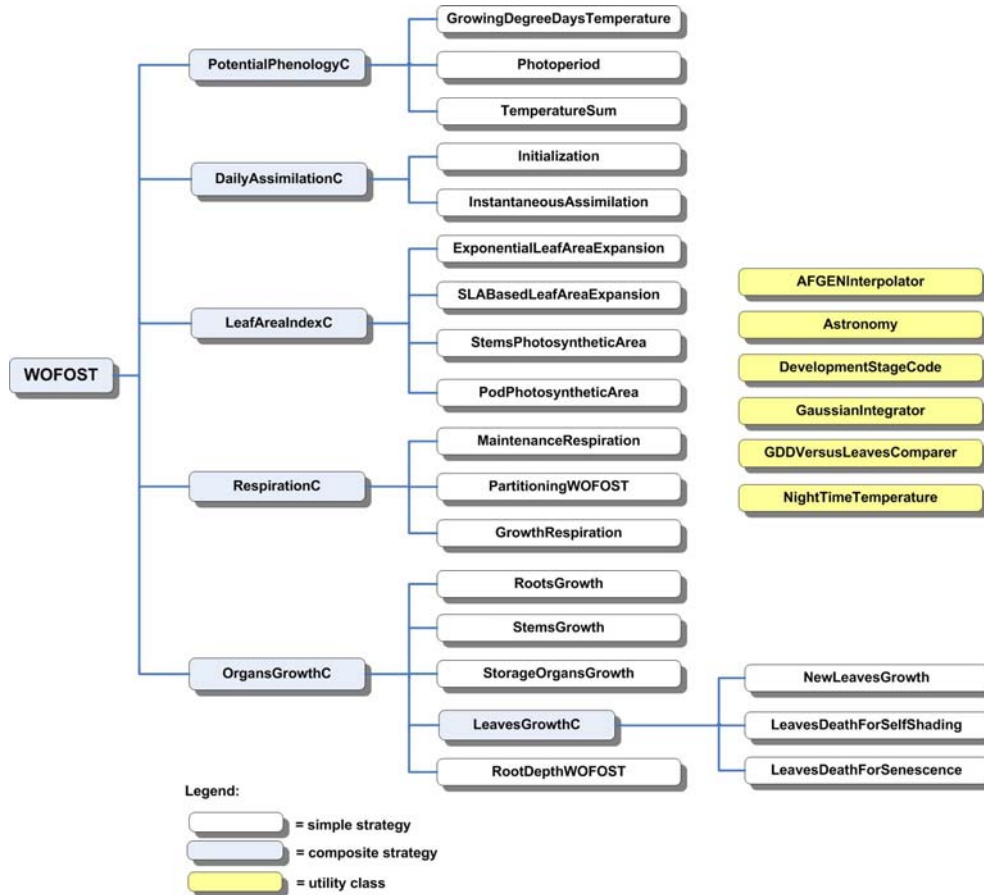 WOFOST
PotentialPhenologyC
GrowingDegreeDaysTemperature
Photoperiod
TemperatureSum
DailyAssimilationC
Initialization
InstantaneousAssimilation
LeafAreaIndexC
ExponentialLeafAreaExpansion
SLABasedLeafAreaExpansion
StemsPhotosyntheticArea
PodPhotosyntheticArea
RespirationC
MaintenanceRespiration
PartitioningWOFOST
GrowthRespiration
OrgansGrowthC
RootsGrowth
StemsGrowth
StorageOrgansGrowth
LeavesGrowthC
NewLeavesGrowth
LeavesDeathForSelfShading
LeavesDeathForSenescence
RootDepthWOFOST
AFGENInterpolator
Astronomy
DevelopmentStageCode
GaussianIntegrator
GDDVersusLeavesComparer
NightTimeTemperature
Legend:
= simple strategy
= composite strategy
= utility class